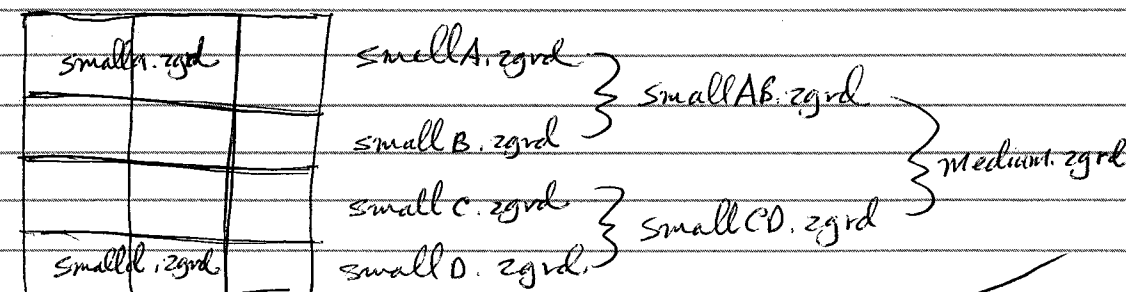 smalla.zgrd
smallA.zgrd
smallAB.zgrd
smallB.zgrd
medium.zgrd
smallC.zgrd
smallCD.zgrd
smalld.zgrd
smallD.zgrd.